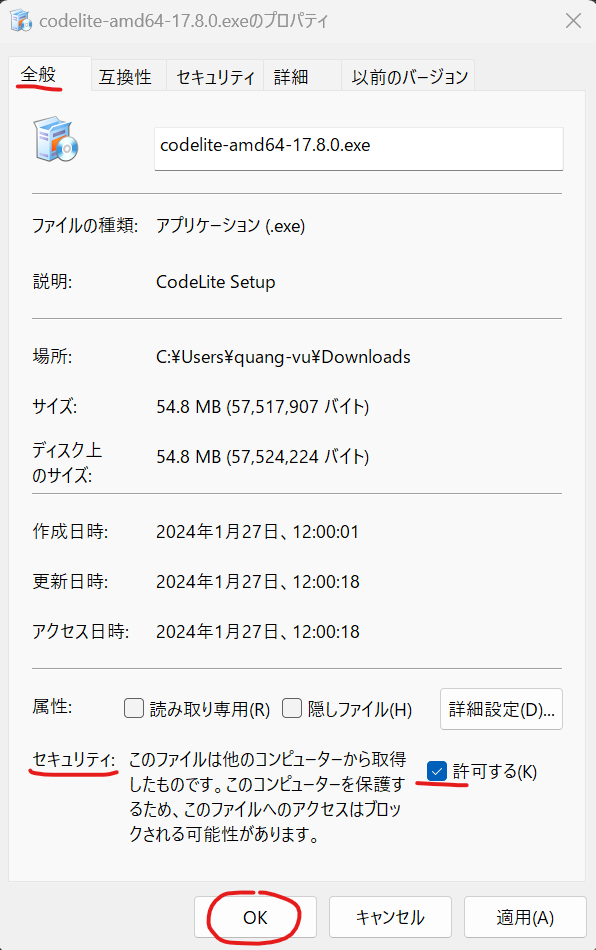 codelite-amd64-17.8.0.exeのプロパティ
全般 互換性 セキュリティ 詳細 以前のバージョン
codelite-amd64-17.8.0.exe
ファイルの種類: アプリケーション (.exe)
説明: CodeLite Setup
場所: C:¥Users¥quang-vu¥Downloads
サイズ: 54.8 MB (57,517,907 バイト)
ディスク上
のサイズ: 54.8 MB (57,524,224 バイト)
作成日時: 2024年1月27日、12:00:01
更新日時: 2024年1月27日、12:00:18
アクセス日時: 2024年1月27日、12:00:18
属性: 読み取り専用(R) 隠しファイル(H) 詳細設定(D)...
セキュリティ: このファイルは他のコンピューターから取得
したものです。このコンピューターを保護す
るため、このファイルへのアクセスはブロッ
クされる可能性があります。
許可する(K)
OK キャンセル 適用(A)